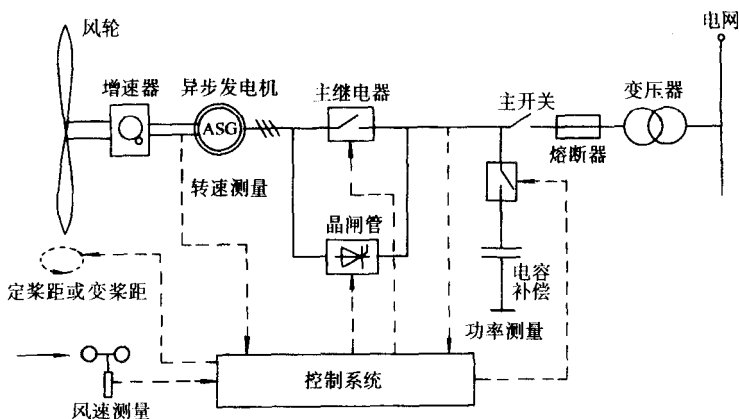 风轮
电网
增速器
异步发电机
主继电器
主开关
变压器
ASG
熔断器
转速测量
晶闸管
定桨距或变桨距
电容
补偿
功率测量
控制系统
风速测量